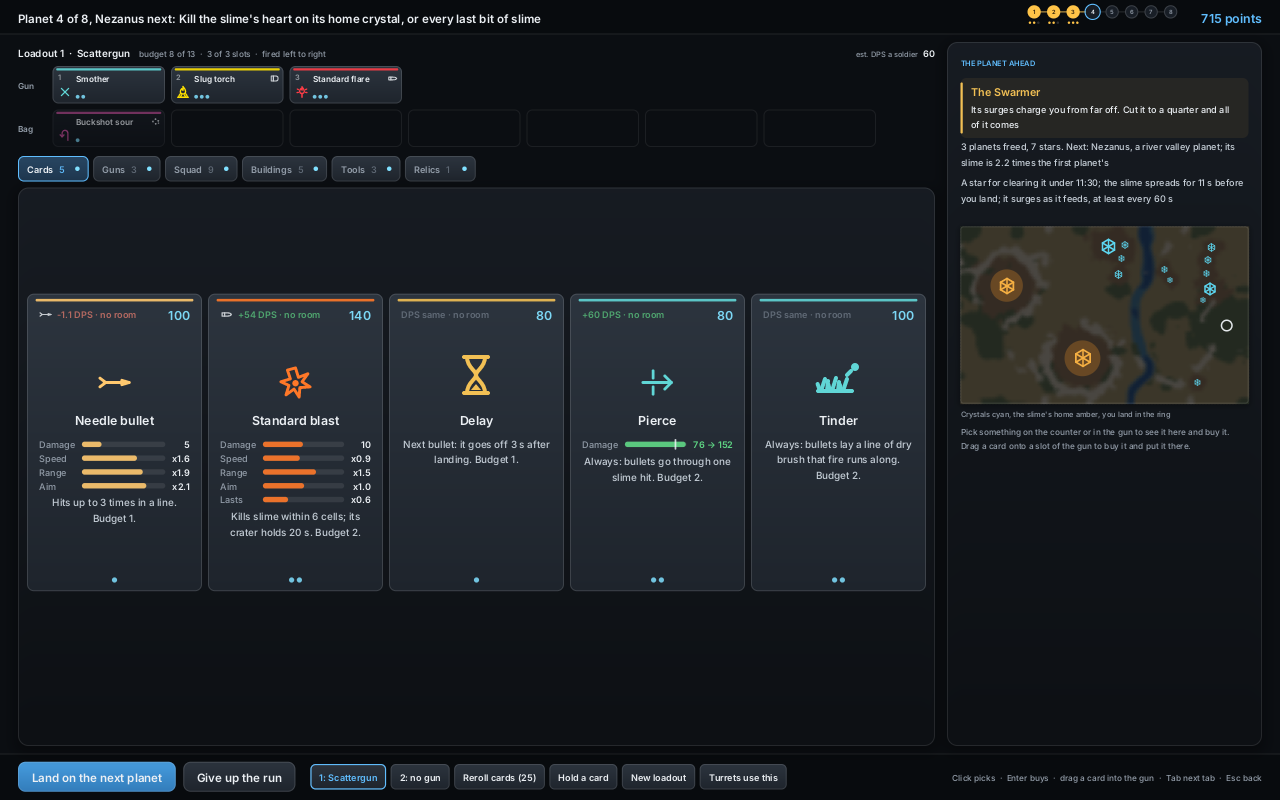 Planet 4 of 8, Nezanus next: Kill the slime's heart on its home crystal, or every last bit of slime
1 2 3 4 5 6 7 8
715 points
Loadout 1 · Scattergun budget 8 of 13 · 3 of 3 slots · fired left to right
est. DPS a soldier 60
Gun
1 Smother
2 Slug torch
3 Standard flare
Bag
Buckshot sour
Cards 5
Guns 3
Squad 9
Buildings 5
Tools 3
Relics 1
-1.1 DPS · no room 100
Needle bullet
Damage 5
Speed x1.6
Range x1.9
Aim x2.1
Hits up to 3 times in a line.
Budget 1.
+54 DPS · no room 140
Standard blast
Damage 10
Speed x0.9
Range x1.5
Aim x1.0
Lasts x0.6
Kills slime within 6 cells; its
crater holds 20 s. Budget 2.
DPS same · no room 80
Delay
Next bullet: it goes off 3 s after
landing. Budget 1.
+60 DPS · no room 80
Pierce
Damage 76 → 152
Always: bullets go through one
slime hit. Budget 2.
DPS same · no room 100
Tinder
Always: bullets lay a line of dry
brush that fire runs along.
Budget 2.
THE PLANET AHEAD
The Swarmer
Its surges charge you from far off. Cut it to a quarter and all
of it comes
3 planets freed, 7 stars. Next: Nezanus, a river valley planet; its
slime is 2.2 times the first planet's
A star for clearing it under 11:30; the slime spreads for 11 s before
you land; it surges as it feeds, at least every 60 s
Crystals cyan, the slime's home amber, you land in the ring
Pick something on the counter or in the gun to see it here and buy it.
Drag a card onto a slot of the gun to buy it and put it there.
Land on the next planet
Give up the run
1: Scattergun
2: no gun
Reroll cards (25)
Hold a card
New loadout
Turrets use this
Click picks · Enter buys · drag a card into the gun · Tab next tab · Esc back